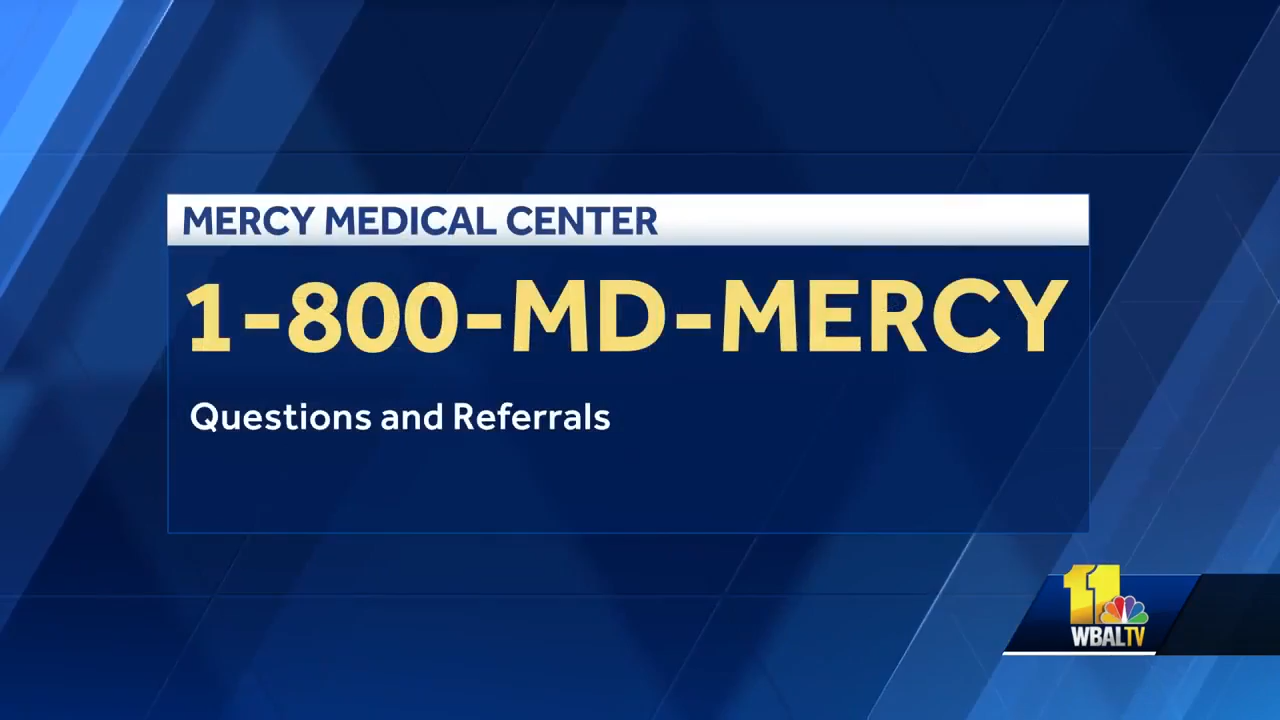 MERCY MEDICAL CENTER
1-800-MD-MERCY
Questions and Referrals
11
WBALTV